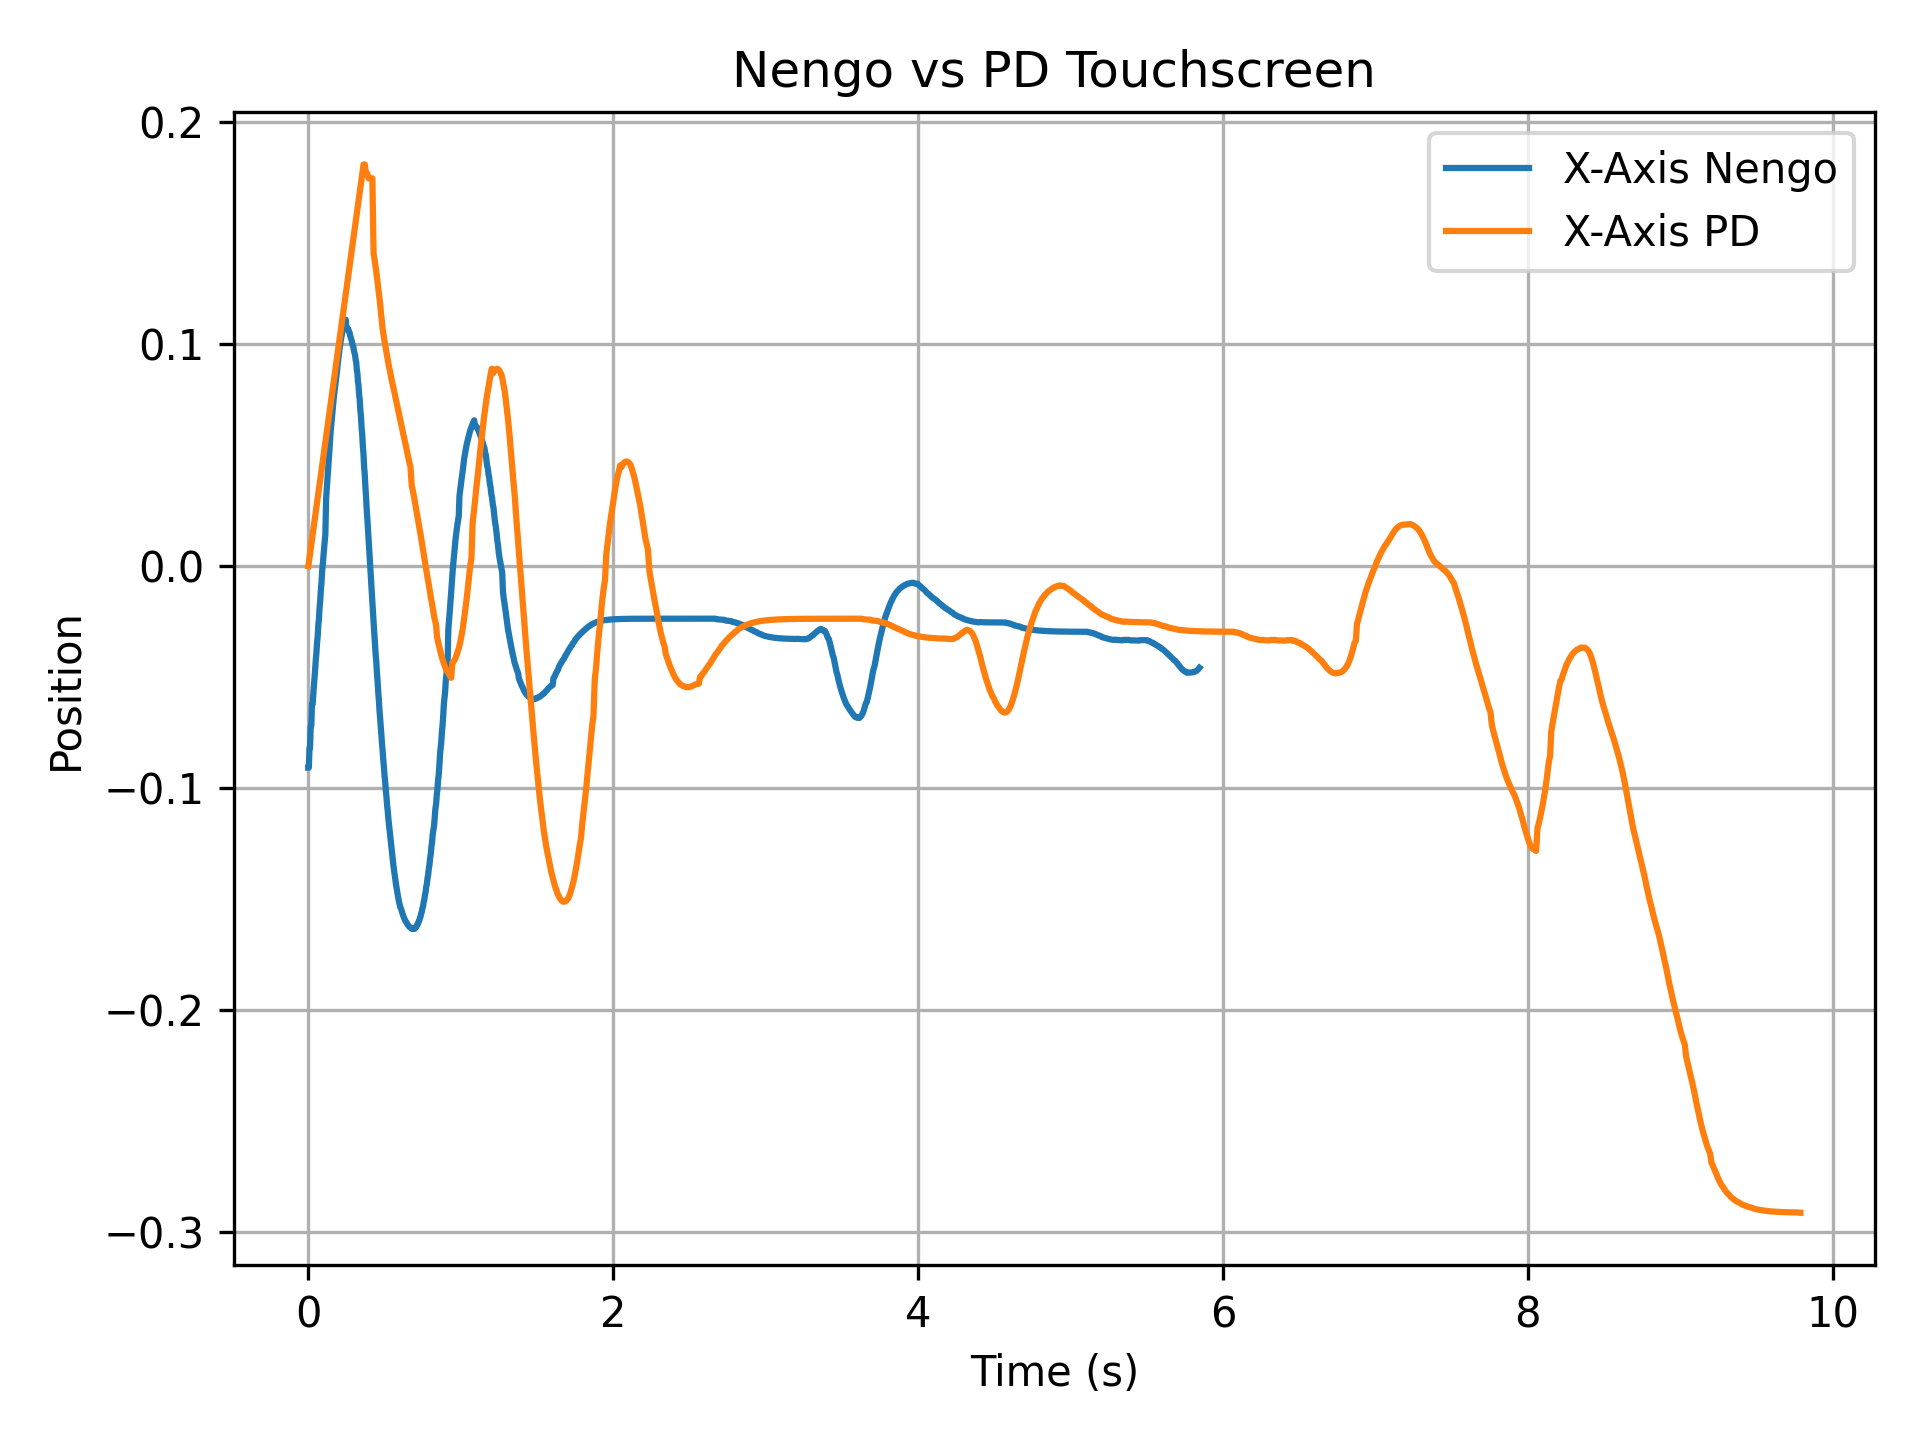 Nengo vs PD Touchscreen
X-Axis Nengo
X-Axis PD
0.2
0.1
0.0
−0.1
−0.2
−0.3
Position
0 2 4 6 8 10
Time (s)